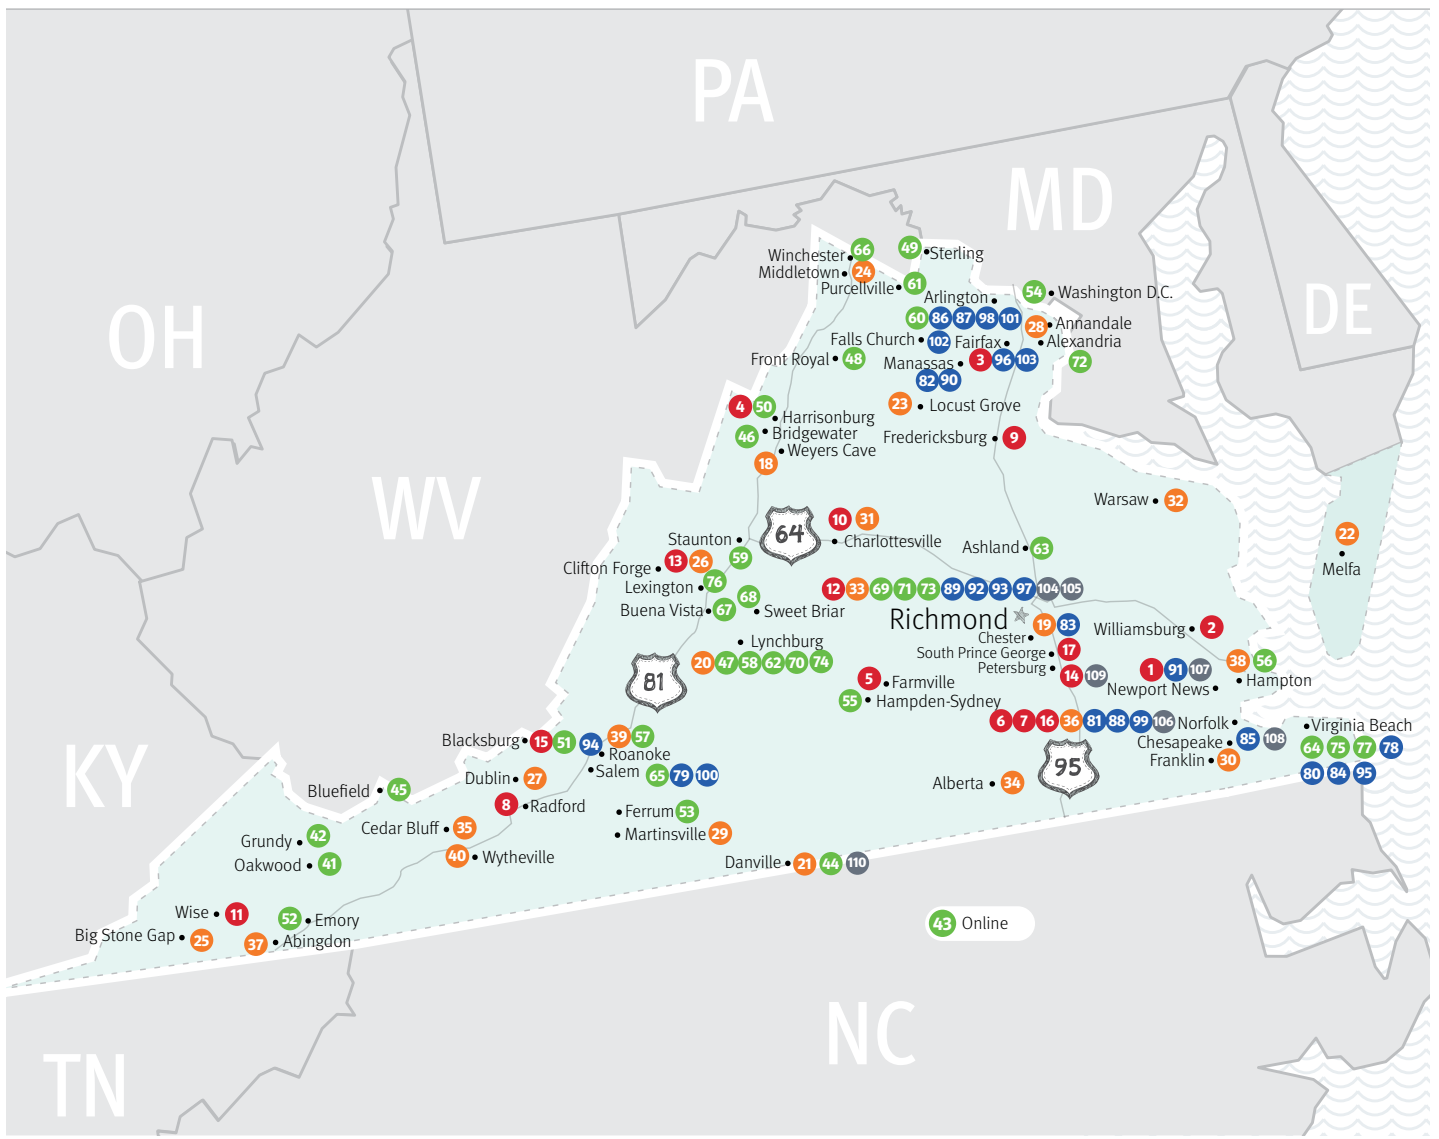 PA
MD
OH
DE
WV
KY
TN
NC
Winchester 66
49 Sterling
Middletown 24
Purcellville 61
54 Washington D.C.
Arlington
60 86 87 98 101
28 Annandale
Falls Church 102
Fairfax
Alexandria
72
Front Royal 48
Manassas 3 96 103
82 90
23 Locust Grove
4 50
Harrisonburg
46 Bridgewater
Weyers Cave
18
Fredericksburg 9
Warsaw 32
10 31
64
Charlottesville
22
Melfa
Staunton
59
Ashland 63
Clifton Forge 13 26
Lexington 76
12 33 69 71 73 89 92 93 97 104 105
68
Buena Vista 67
Sweet Briar
Richmond
19 83
Chester
Williamsburg 2
Lynchburg
20 47 58 62 70 74
South Prince George 17
Petersburg 14 109
1 91 107
Newport News
38 56
Hampton
81
5 Farmville
55 Hampden-Sydney
6 7 16 36 81 88 99 106
Norfolk
Virginia Beach
Chesapeake 85 108
64 75 77 78
80 84 95
Franklin 30
Blacksburg 15 51 94 39 57
Roanoke
Salem 65 79 100
95
Dublin 27
Alberta 34
Bluefield 45
8 Radford
Ferrum 53
Cedar Bluff 35
Martinsville 29
Grundy 42
Oakwood 41
40 Wytheville
Danville 21 44 110
Wise 11
52 Emory
43 Online
Big Stone Gap 25
37 Abingdon